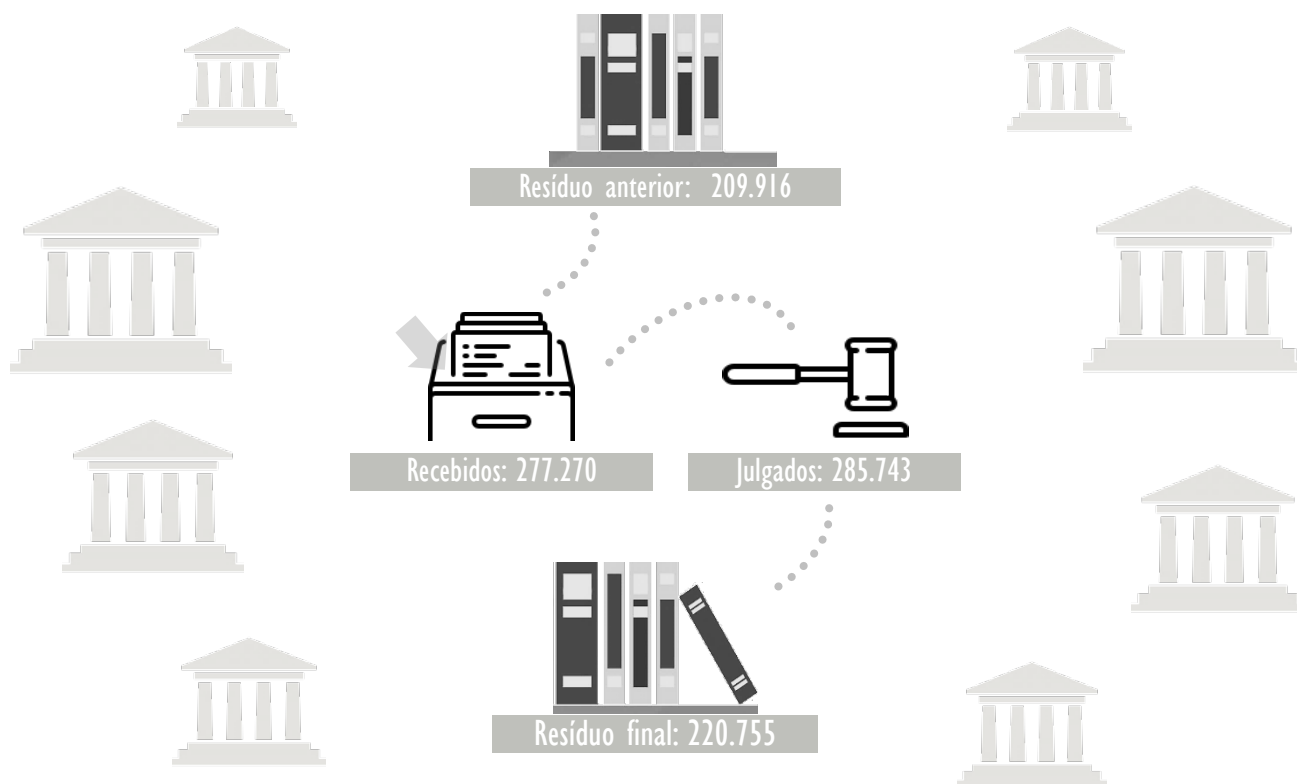 Resíduo anterior: 209.916
Recebidos: 277.270
Julgados: 285.743
Resíduo final: 220.755